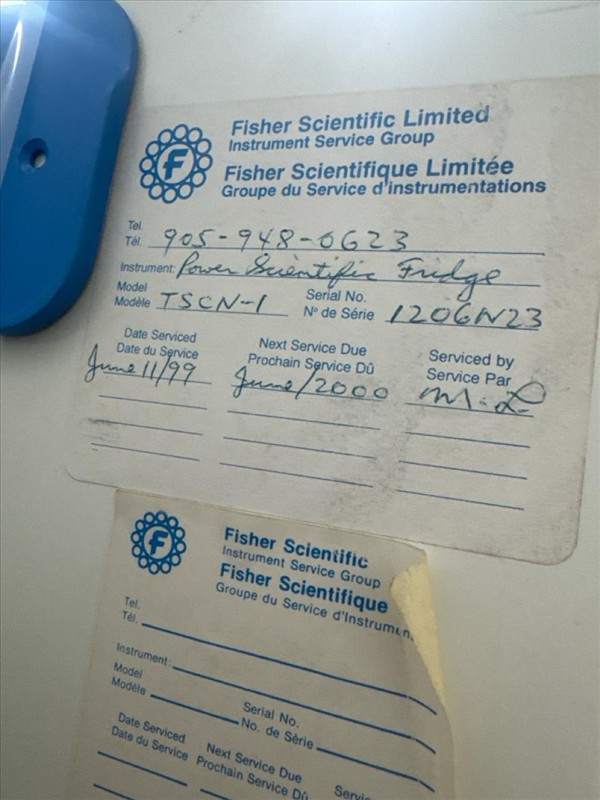 Fisher Scientific Limited
Instrument Service Group
Fisher Scientifique Limitée
Groupe du Service d'instrumentations
F
Tel.
Tél. 905-948-0623
Instrument: Power Scientific Fridge
Model
Modèle TSCN-1
Serial No.
N° de Série 1206N23
Date Serviced
Date du Service
June 11/99
Next Service Due
Prochain Service Dû
June/2000
Serviced by
Service Par
M.L
F
Fisher Scientific
Instrument Service Group
Fisher Scientifique
Groupe du Service d'Instrumen
Tel.
Tél.
Instrument:
Model
Modèle
Serial No.
No. de Série
Date Serviced
Date du Service
Next Service Due
Prochain Service Dû
Servi